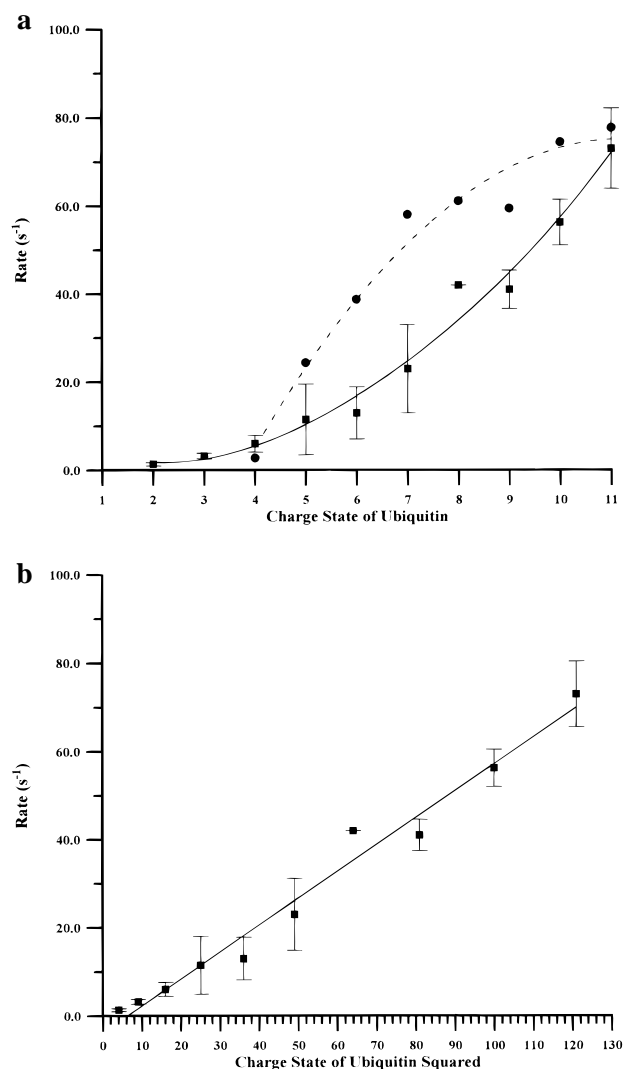 a
100.0
80.0
60.0
40.0
20.0
0.0
Rate (s⁻¹)
1 2 3 4 5 6 7 8 9 10 11
Charge State of Ubiquitin
b
100.0
80.0
60.0
40.0
20.0
0.0
Rate (s⁻¹)
0 10 20 30 40 50 60 70 80 90 100 110 120 130
Charge State of Ubiquitin Squared